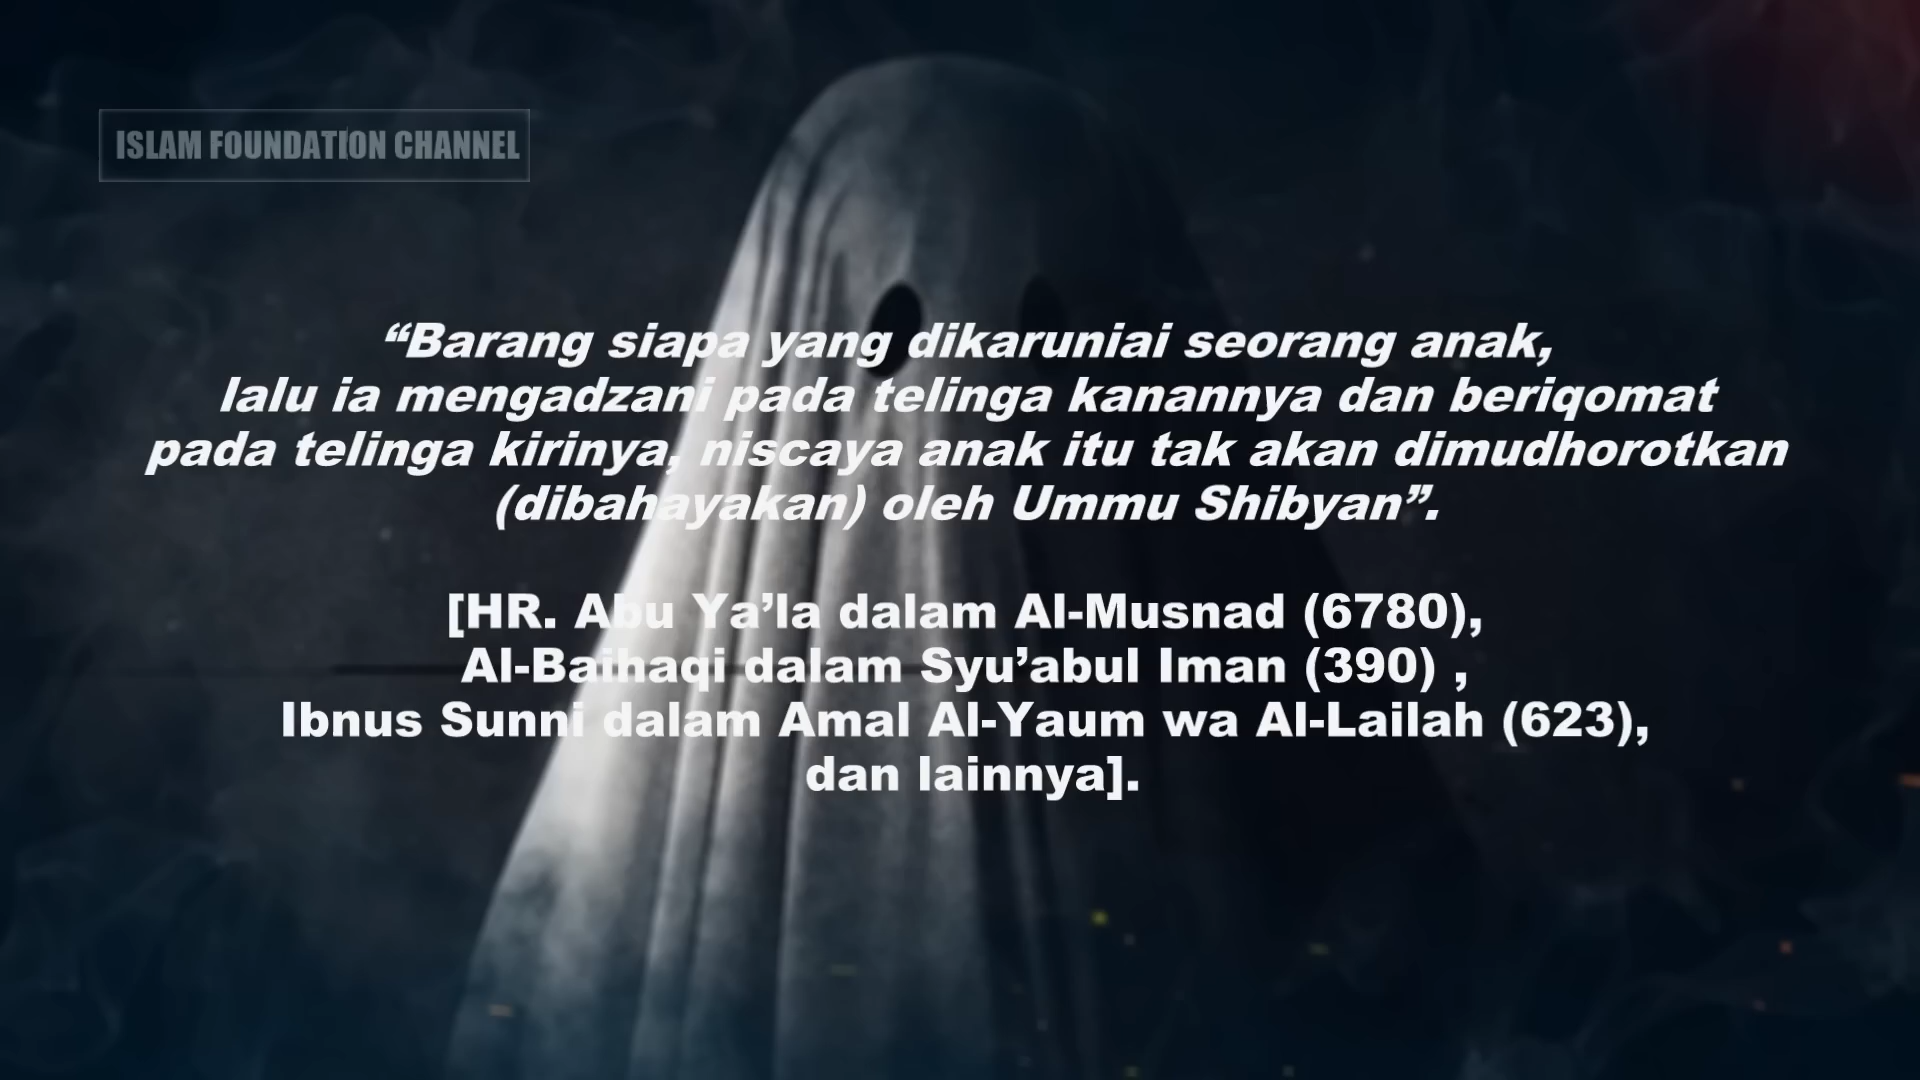 ISLAM FOUNDATION CHANNEL
“Barang siapa yang dikaruniai seorang anak,
lalu ia mengadzani pada telinga kanannya dan beriqomat
pada telinga kirinya, niscaya anak itu tak akan dimudhorotkan
(dibahayakan) oleh Ummu Shibyan”.
[HR. Abu Ya’la dalam Al-Musnad (6780),
Al-Baihaqi dalam Syu’abul Iman (390) ,
Ibnus Sunni dalam Amal Al-Yaum wa Al-Lailah (623),
dan lainnya].